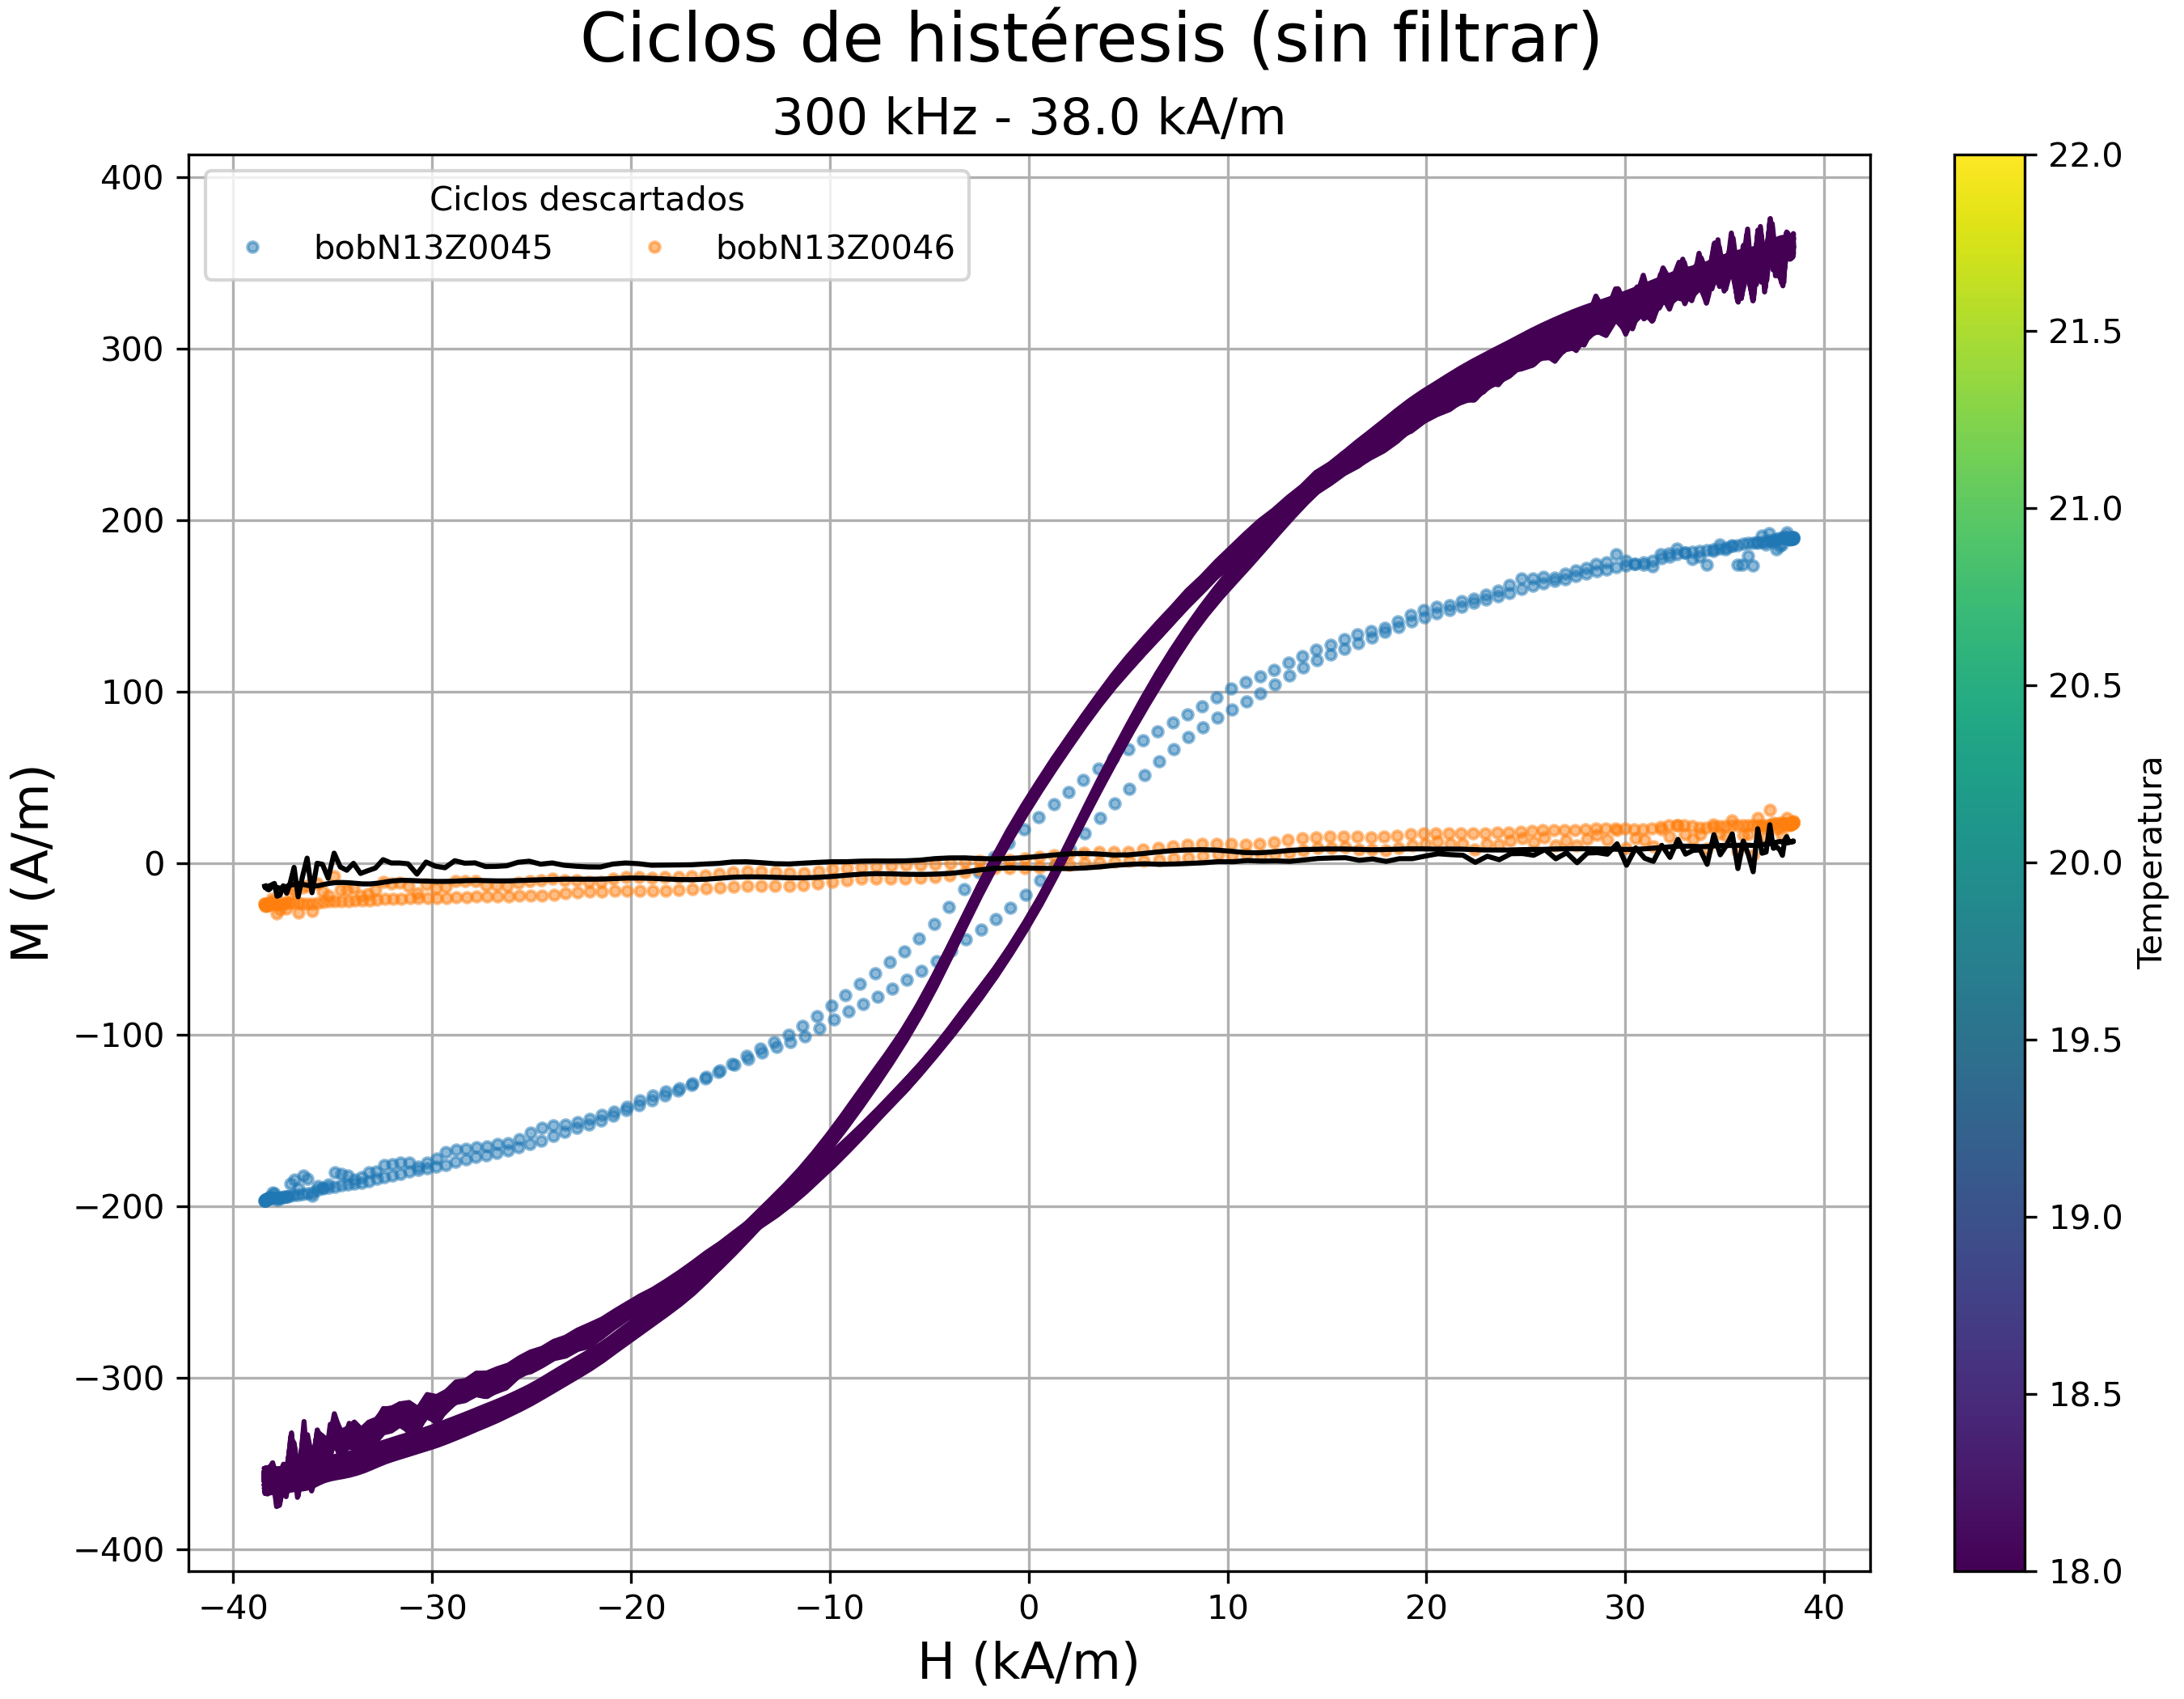 Ciclos de histéresis (sin filtrar)
300 kHz - 38.0 kA/m
Ciclos descartados
bobN13Z0045 bobN13Z0046
400
300
200
100
0
−100
−200
−300
−400
M (A/m)
−40 −30 −20 −10 0 10 20 30 40
H (kA/m)
22.0
21.5
21.0
20.5
20.0
19.5
19.0
18.5
18.0
Temperatura